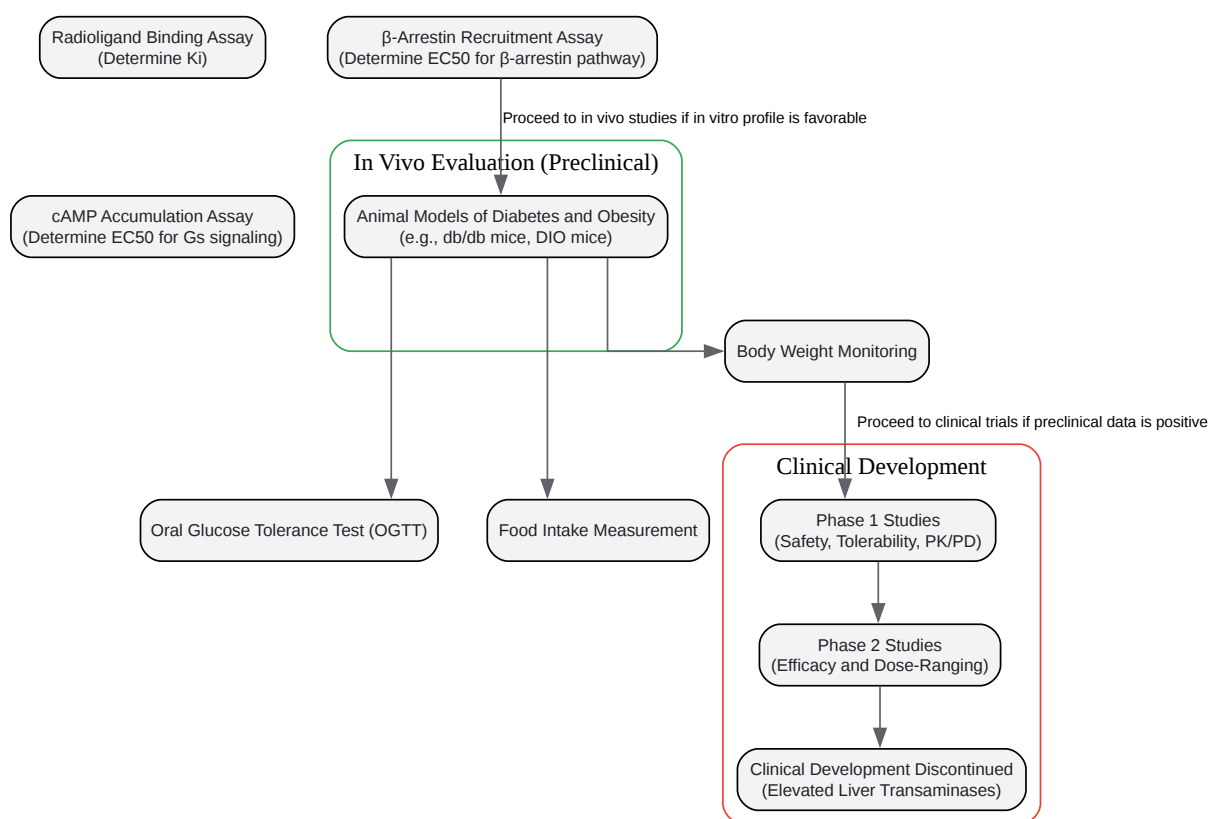 Radioligand Binding Assay
(Determine Ki)
β-Arrestin Recruitment Assay
(Determine EC50 for β-arrestin pathway)
Proceed to in vivo studies if in vitro profile is favorable
In Vivo Evaluation (Preclinical)
cAMP Accumulation Assay
(Determine EC50 for Gs signaling)
Animal Models of Diabetes and Obesity
(e.g., db/db mice, DIO mice)
Body Weight Monitoring
Proceed to clinical trials if preclinical data is positive
Clinical Development
Oral Glucose Tolerance Test (OGTT)
Food Intake Measurement
Phase 1 Studies
(Safety, Tolerability, PK/PD)
Phase 2 Studies
(Efficacy and Dose-Ranging)
Clinical Development Discontinued
(Elevated Liver Transaminases)